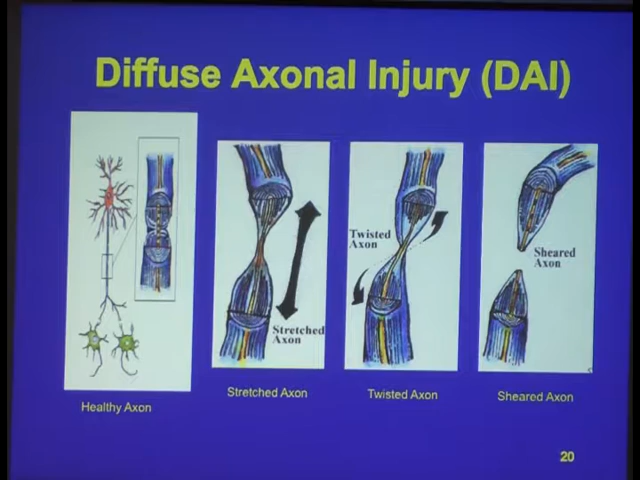 Diffuse Axonal Injury (DAI)
Stretched
Axon
Twisted
Axon
Sheared
Axon
Healthy Axon
Stretched Axon
Twisted Axon
Sheared Axon
20